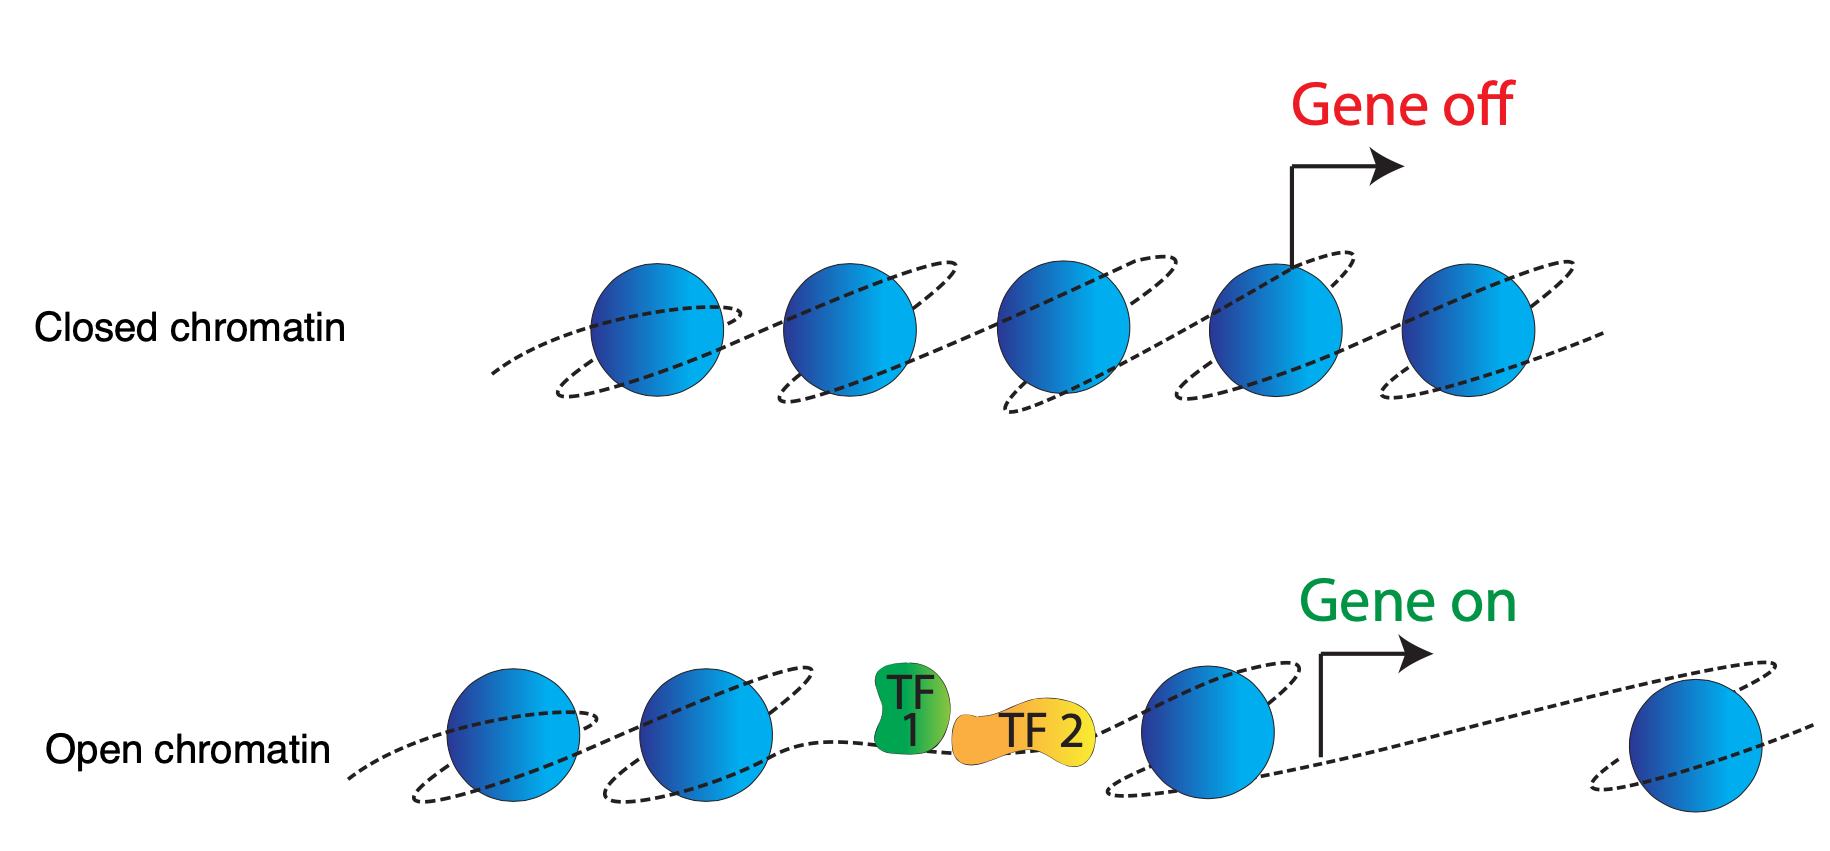 Gene off
Closed chromatin
Gene on
TF
1
TF 2
Open chromatin